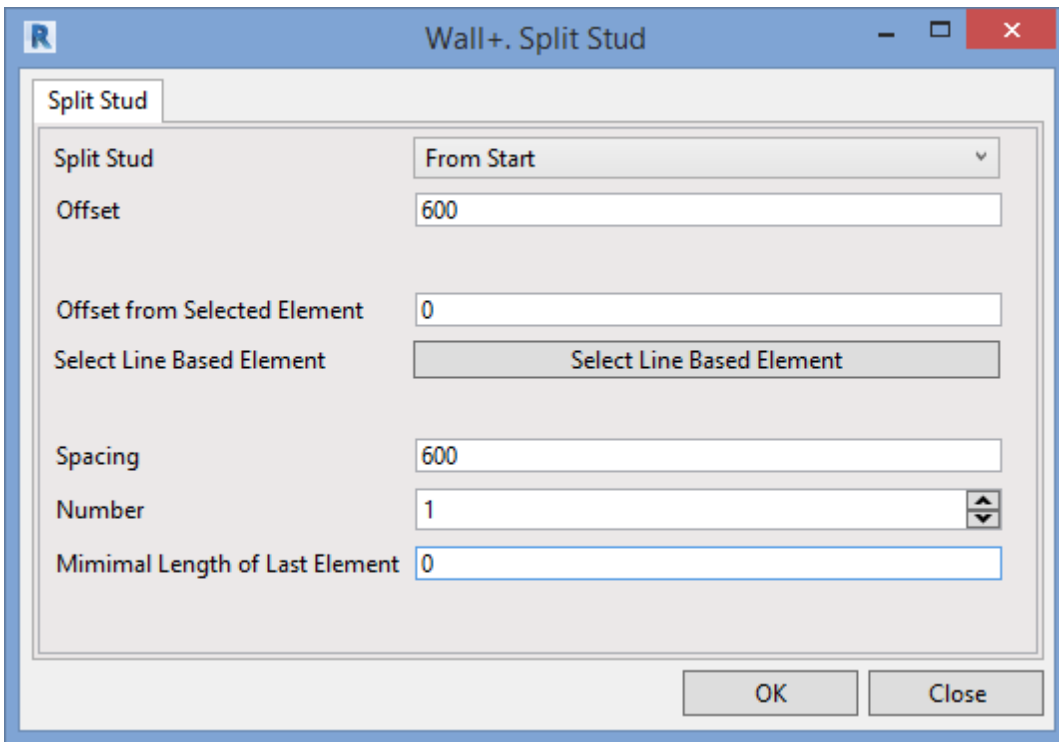 R
Wall+. Split Stud
Split Stud
Split Stud From Start
Offset 600
Offset from Selected Element 0
Select Line Based Element Select Line Based Element
Spacing 600
Number 1
Mimimal Length of Last Element 0
OK Close